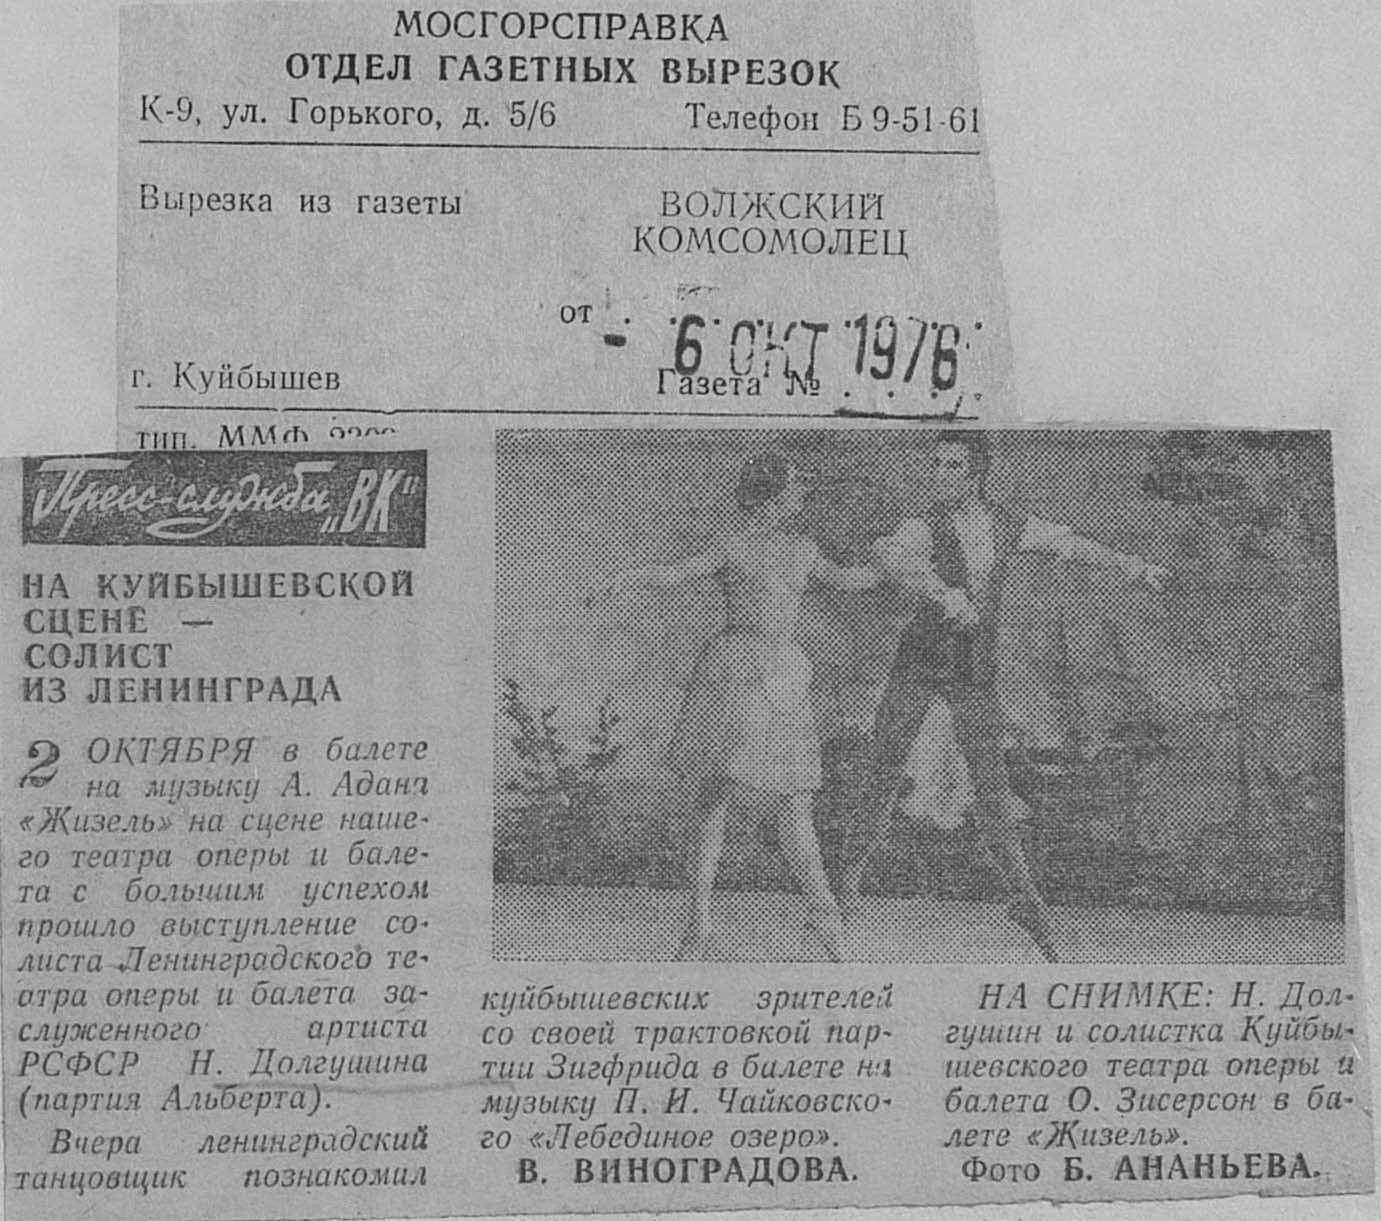 МОСГОРСПРАВКА
ОТДЕЛ ГАЗЕТНЫХ ВЫРЕЗОК
К-9, ул. Горького, д. 5/6 Телефон Б 9-51-61
Вырезка из газеты
ВОЛЖСКИЙ
КОМСОМОЛЕЦ
от - 6 ОКТ 1976
г. Куйбышев Газета №
тип. ММФ
Пресс-служба „ВК“
НА КУЙБЫШЕВСКОЙ
СЦЕНЕ —
СОЛИСТ
ИЗ ЛЕНИНГРАДА
2 ОКТЯБРЯ в балете
на музыку А. Адана
«Жизель» на сцене наше-
го театра оперы и бале-
та с большим успехом
прошло выступление со-
листа Ленинградского те-
атра оперы и балета за-
служенного артиста
РСФСР Н. Долгушина
(партия Альберта).
Вчера ленинградский
танцовщик познакомил
куйбышевских зрителей
со своей трактовкой пар-
тии Зигфрида в балете на
музыку П. И. Чайковско-
го «Лебединое озеро».
В. ВИНОГРАДОВА.
НА СНИМКЕ: Н. Дол-
гушин и солистка Куйбы-
шевского театра оперы и
балета О. Зисерсон в ба-
лете «Жизель».
Фото Б. АНАНЬЕВА.